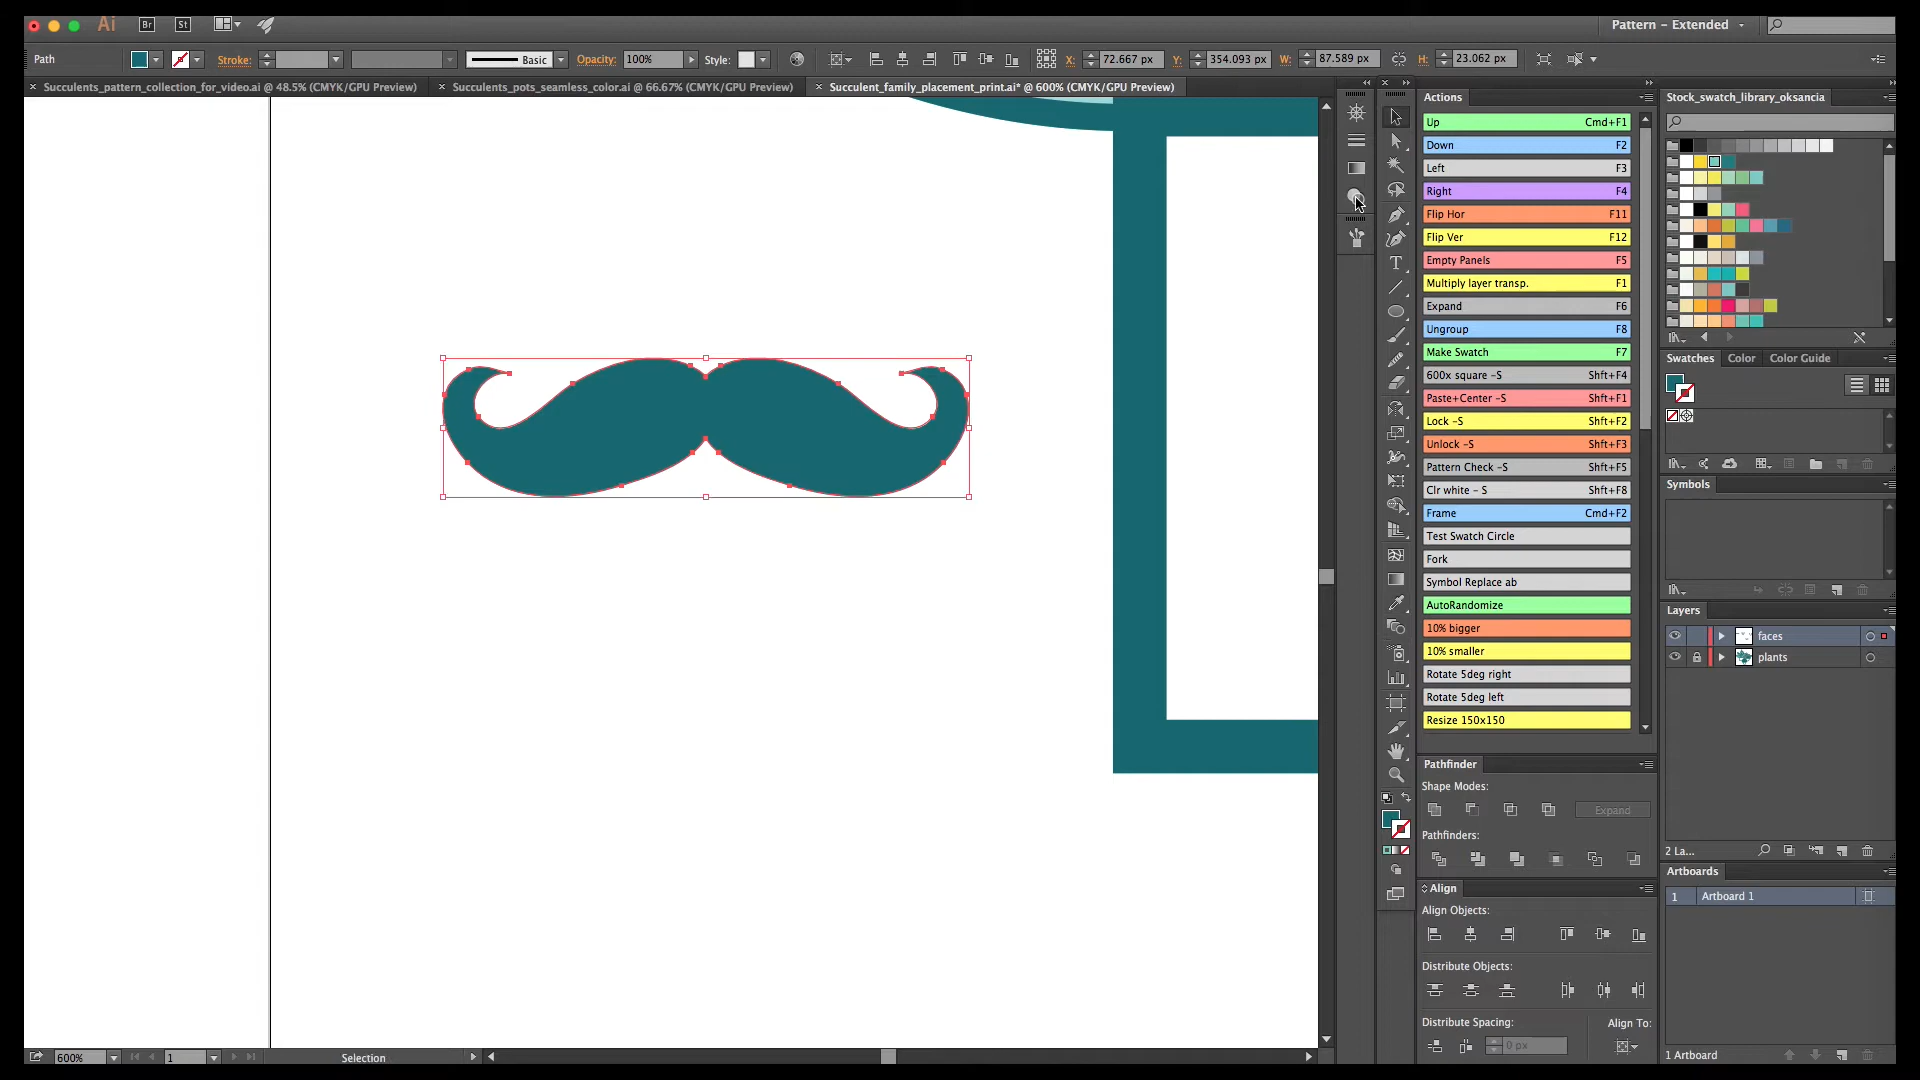 Ai Br St Pattern – Extended
Path Stroke: Basic Opacity: 100% Style: X: 72.667 px Y: 354.093 px W: 87.589 px H: 23.062 px
Succulents_pattern_collection_for_video.ai @ 48.5% (CMYK/GPU Preview) Succulents_pots_seamless_color.ai @ 66.67% (CMYK/GPU Preview) Succulent_family_placement_print.ai* @ 600% (CMYK/GPU Preview)
Actions
Up Cmd+F1
Down F2
Left F3
Right F4
Flip Hor F11
Flip Ver F12
Empty Panels F5
Multiply layer transp. F1
Expand F6
Ungroup F8
Make Swatch F7
600x square -S Shft+F4
Paste+Center -S Shft+F1
Lock -S Shft+F2
Unlock -S Shft+F3
Pattern Check -S Shft+F5
Clr white - S Shft+F8
Frame Cmd+F2
Test Swatch Circle
Fork
Symbol Replace ab
AutoRandomize
10% bigger
10% smaller
Rotate 5deg right
Rotate 5deg left
Resize 150x150
Pathfinder
Shape Modes:
Expand
Pathfinders:
Align
Align Objects:
Distribute Objects:
Distribute Spacing: Align To:
0 px
Stock_swatch_library_oksancia
Swatches Color Color Guide
Symbols
Layers
faces
plants
2 La...
Artboards
1 Artboard 1
1 Artboard
600% 1 Selection